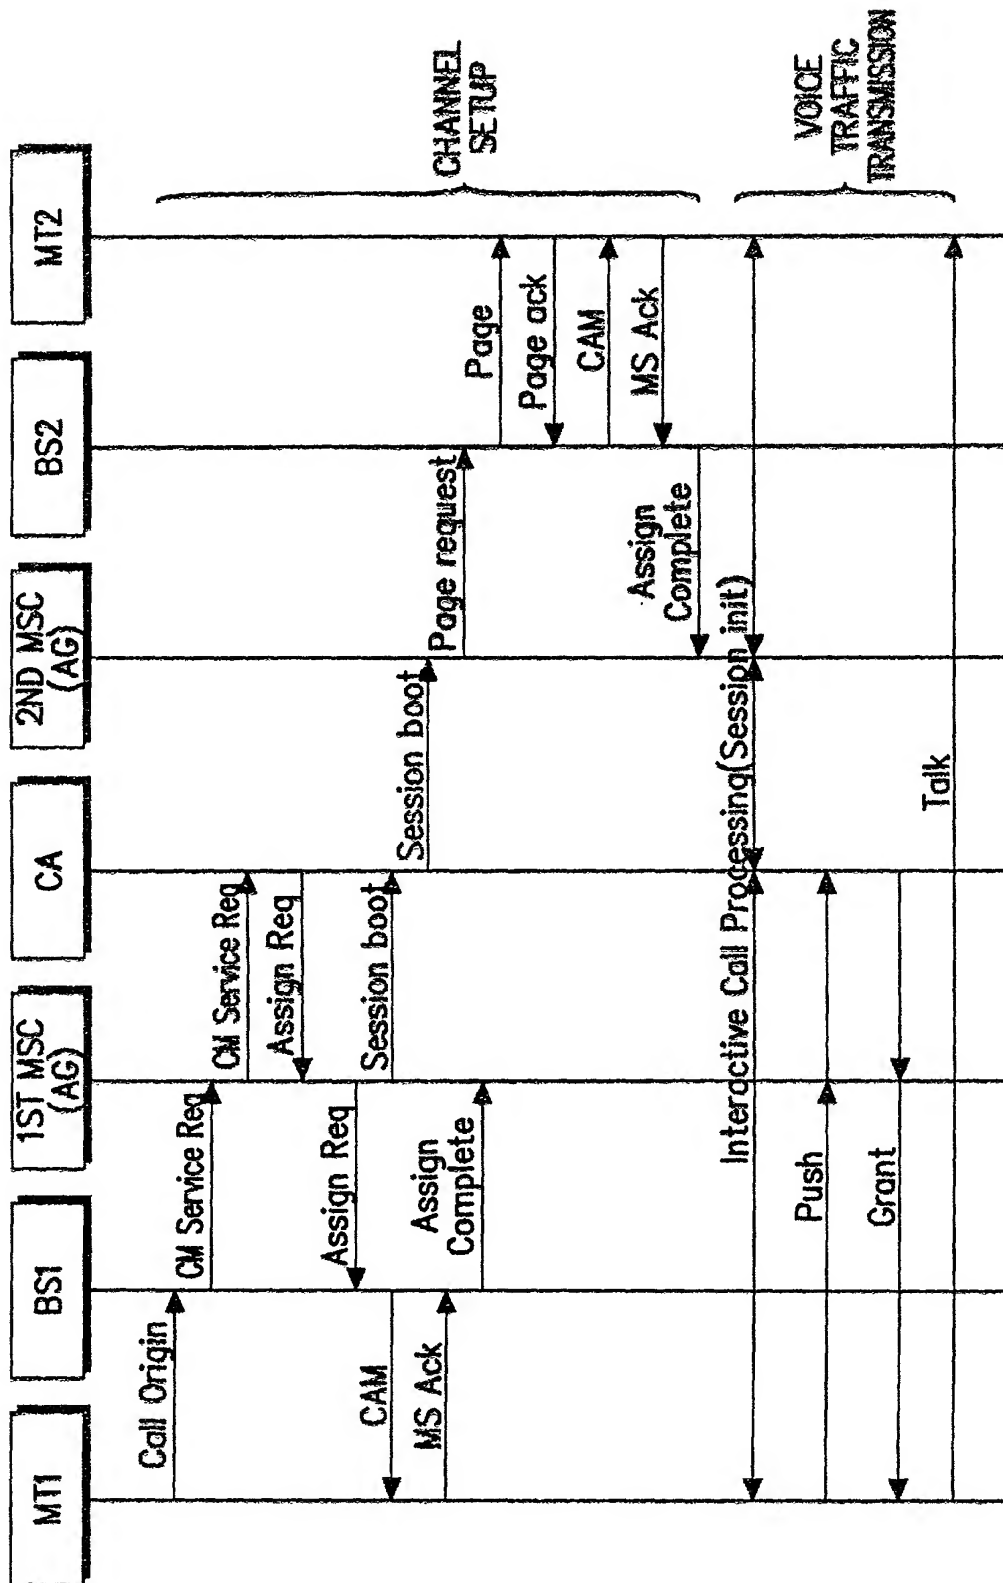 MT1
BS1
1ST MSC
(AG)
CA
2ND MSC
(AG)
BS2
MT2
Call Origin
CM Service Req
CM Service Req
Assign Req
Assign Req
CAM
Session boot
Session boot
MS Ack
Assign
Complete
Page request
Page
Page ack
CAM
MS Ack
Assign
Complete
CHANNEL
SETUP
Interactive Call Processing(Session init)
Push
Grant
Talk
VOICE
TRAFFIC
TRANSMISSION